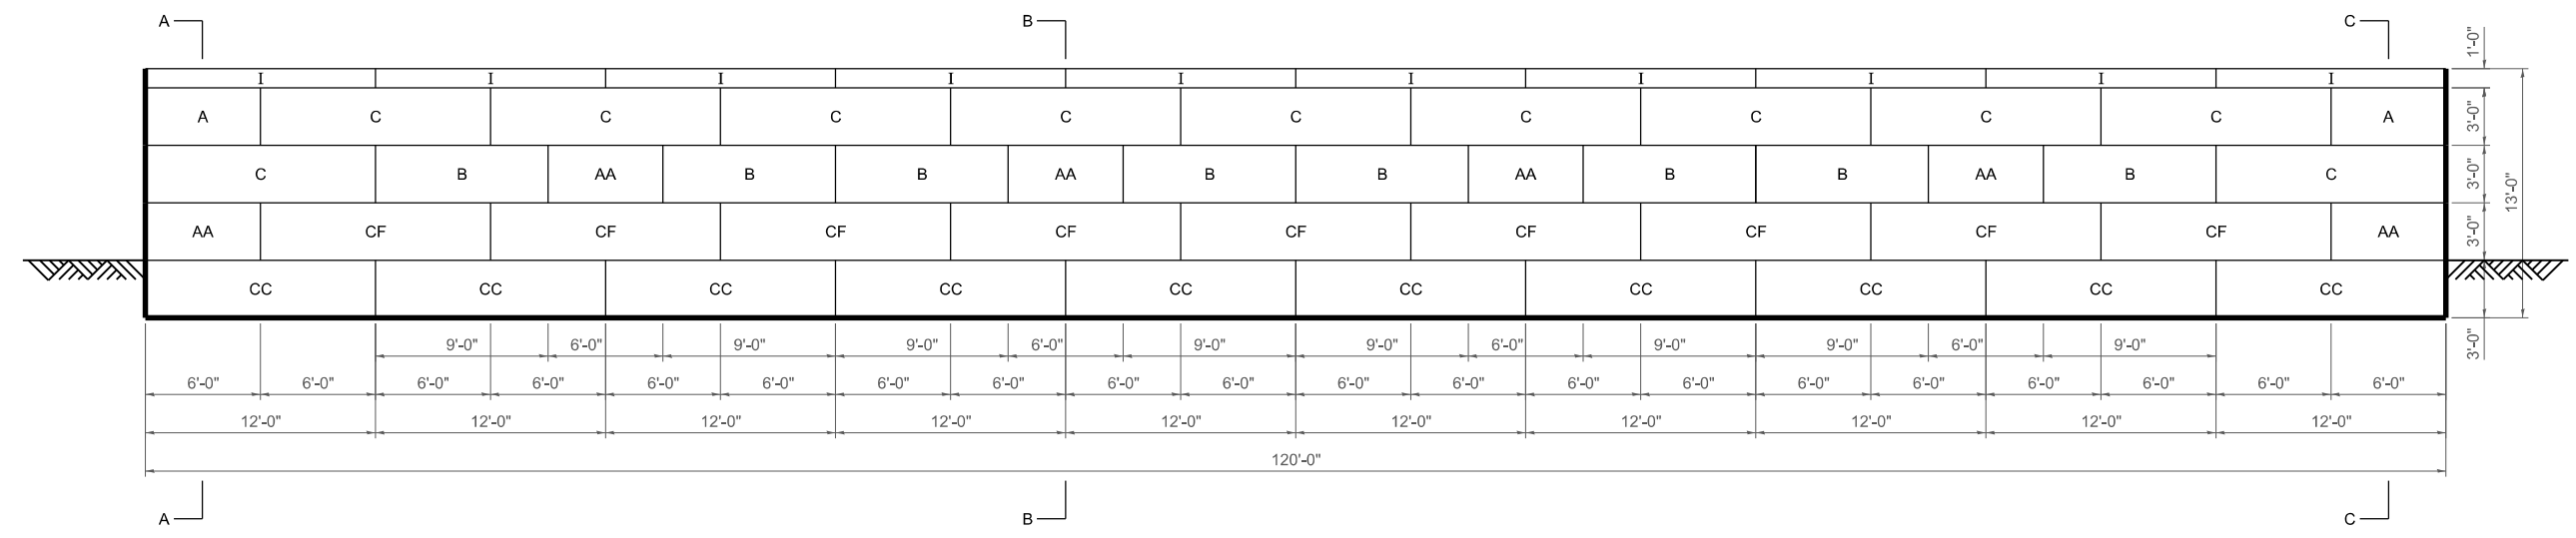 A B C
1'-0"
I I I I I I I I I I
A C C C C C C C C C A 3'-0"
C B AA B B AA B B AA B B AA B C 3'-0" 13'-0"
AA CF CF CF CF CF CF CF CF CF AA 3'-0"
CC CC CC CC CC CC CC CC CC CC
9'-0" 6'-0" 9'-0" 9'-0" 6'-0" 9'-0" 9'-0" 6'-0" 9'-0" 9'-0" 6'-0" 9'-0" 3'-0"
6'-0" 6'-0" 6'-0" 6'-0" 6'-0" 6'-0" 6'-0" 6'-0" 6'-0" 6'-0" 6'-0" 6'-0" 6'-0" 6'-0" 6'-0" 6'-0" 6'-0" 6'-0" 6'-0" 6'-0"
12'-0" 12'-0" 12'-0" 12'-0" 12'-0" 12'-0" 12'-0" 12'-0" 12'-0" 12'-0"
120'-0"
A B C